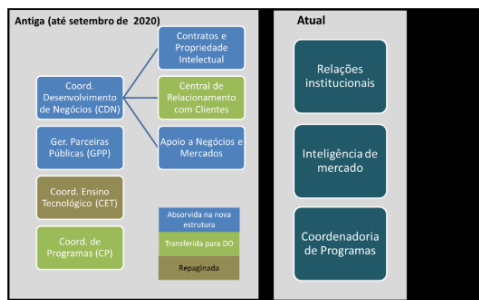 Antiga (até setembro de 2020)
Contratos e
Propriedade
Intelectual
Coord.
Desenvolvimento
de Negócios (CDN)
Central de
Relacionamento
com Clientes
Ger. Parceiras
Públicas (GPP)
Apoio a Negócios e
Mercados
Coord. Ensino
Tecnológico (CET)
Coord. de
Programas (CP)
Absorvida na nova
estrutura
Transferida para DO
Repaginada
Atual
Relações
institucionais
Inteligência de
mercado
Coordenadoria
de Programas